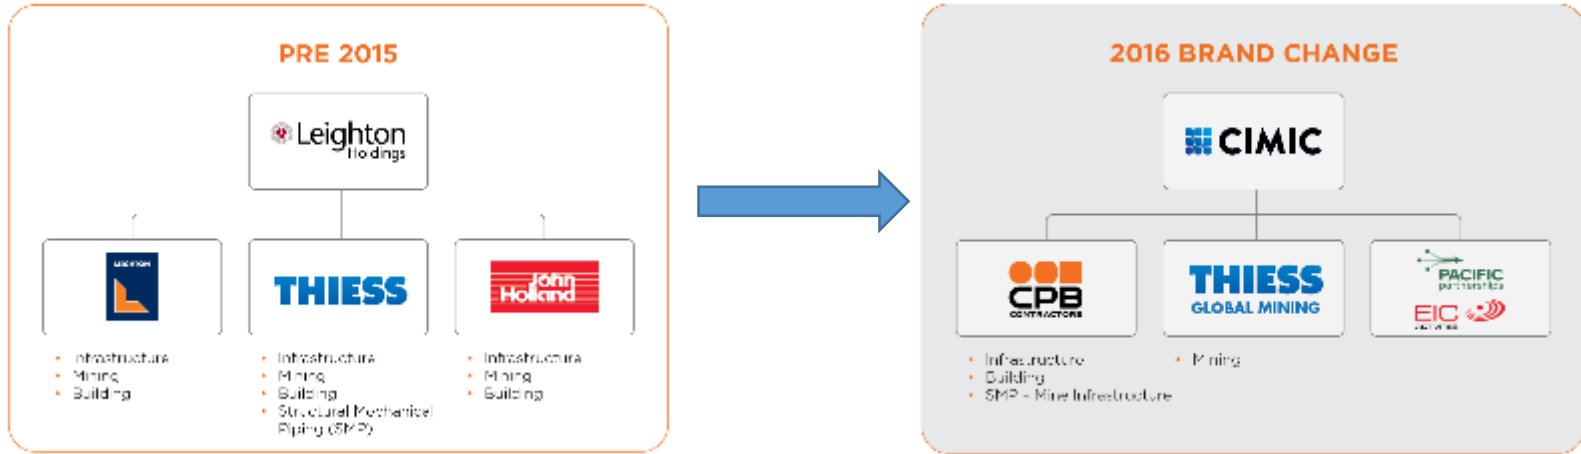 PRE 2015
Leighton
Holdings
LEIGHTON
THIESS
John
Holland
• Infrastructure
• Mining
• Building
• Infrastructure
• Mining
• Building
• Structural Mechanical
Piping (SMP)
• Infrastructure
• Mining
• Building
2016 BRAND CHANGE
CIMIC
CPB
CONTRACTORS
THIESS
GLOBAL MINING
PACIFIC
partnerships
EIC
• Infrastructure
• Building
• SMP – Mine Infrastructure
• Mining